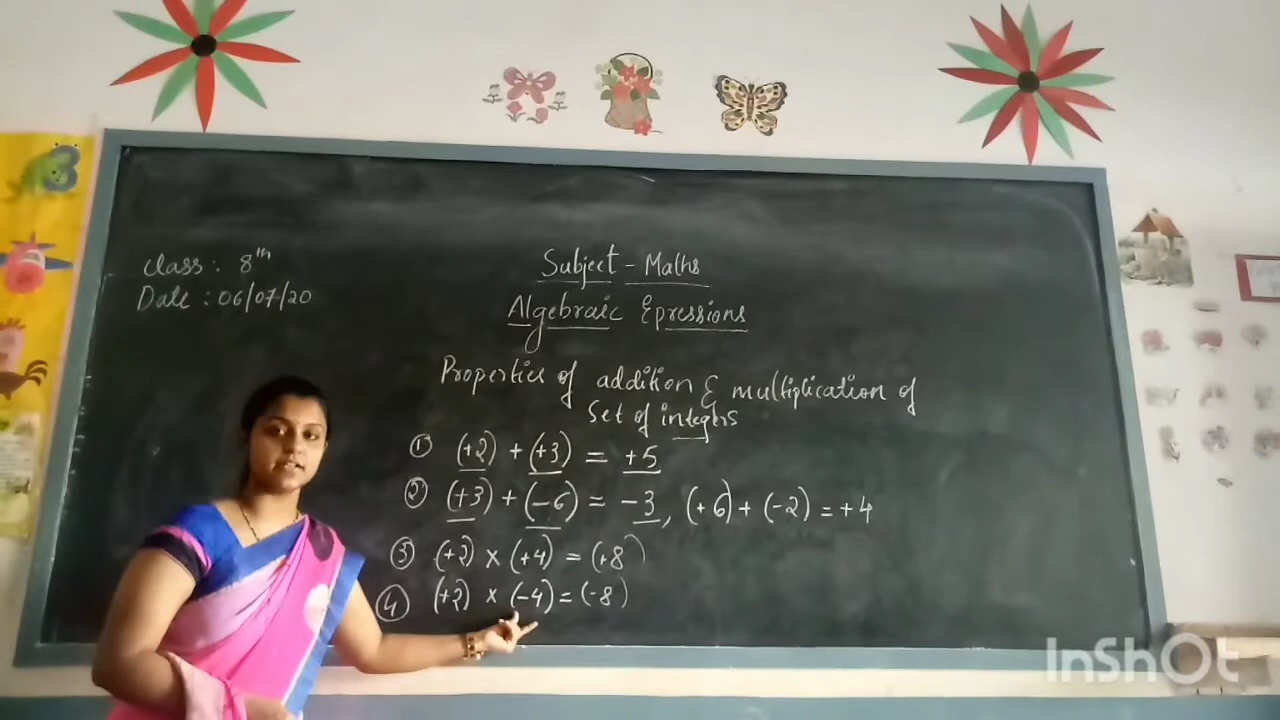 Class : 8th
Date : 06/07/20
Subject - Maths
Algebraic Epressions
Properties of addition & multiplication of
Set of integers
① (+2) + (+3) = +5
② (+3) + (-6) = -3, (+6) + (-2) = +4
③ (+2) × (+4) = (+8)
④ (+2) × (-4) = (-8)
InShOt